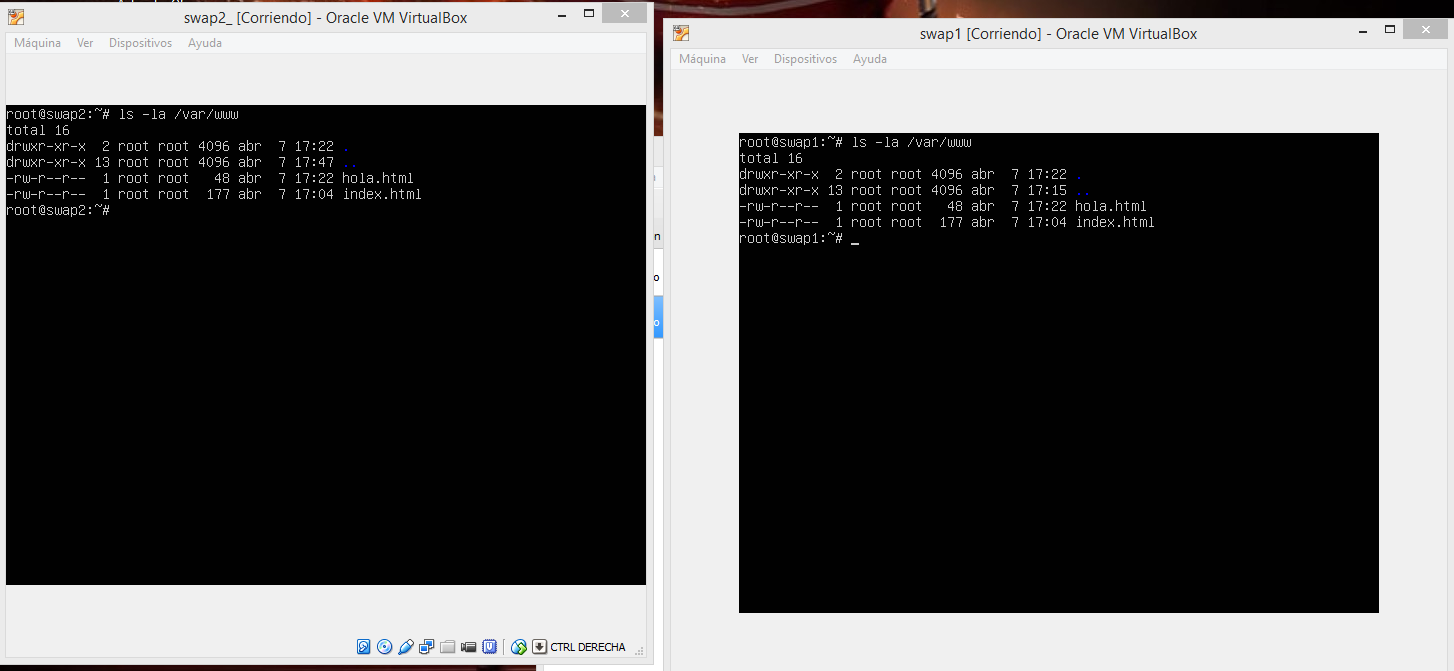 swap2_ [Corriendo] - Oracle VM VirtualBox
Máquina Ver Dispositivos Ayuda
root@swap2:~# ls -la /var/www
total 16
drwxr-xr-x  2 root root 4096 abr  7 17:22 .
drwxr-xr-x 13 root root 4096 abr  7 17:47 ..
-rw-r--r--  1 root root   48 abr  7 17:22 hola.html
-rw-r--r--  1 root root  177 abr  7 17:04 index.html
root@swap2:~#
CTRL DERECHA
n
o
o
swap1 [Corriendo] - Oracle VM VirtualBox
Máquina Ver Dispositivos Ayuda
root@swap1:~# ls -la /var/www
total 16
drwxr-xr-x  2 root root 4096 abr  7 17:22 .
drwxr-xr-x 13 root root 4096 abr  7 17:15 ..
-rw-r--r--  1 root root   48 abr  7 17:22 hola.html
-rw-r--r--  1 root root  177 abr  7 17:04 index.html
root@swap1:~# _